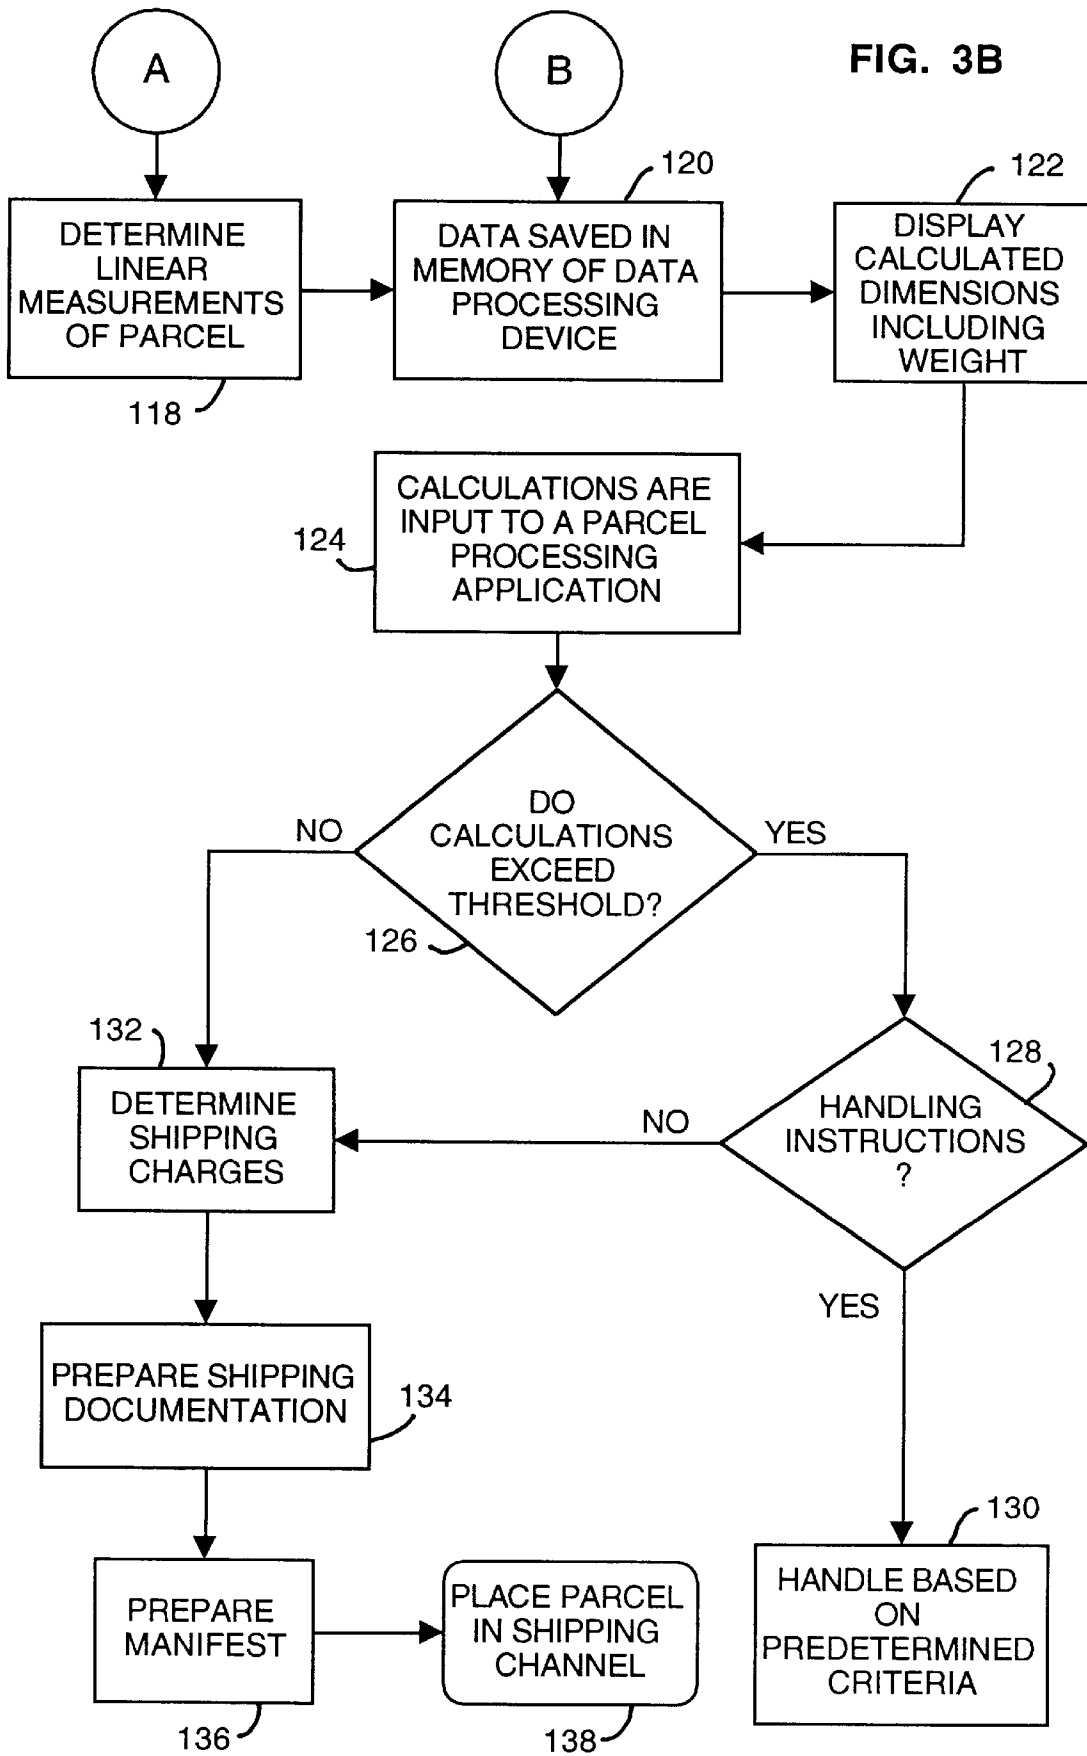 A
B
FIG. 3B
120
122
DETERMINE
LINEAR
MEASUREMENTS
OF PARCEL
118
DATA SAVED IN
MEMORY OF DATA
PROCESSING
DEVICE
DISPLAY
CALCULATED
DIMENSIONS
INCLUDING
WEIGHT
124
CALCULATIONS ARE
INPUT TO A PARCEL
PROCESSING
APPLICATION
NO
DO
CALCULATIONS
EXCEED
THRESHOLD?
YES
126
132
128
DETERMINE
SHIPPING
CHARGES
NO
HANDLING
INSTRUCTIONS
?
YES
PREPARE SHIPPING
DOCUMENTATION
134
130
PREPARE
MANIFEST
136
PLACE PARCEL
IN SHIPPING
CHANNEL
138
HANDLE BASED
ON
PREDETERMINED
CRITERIA